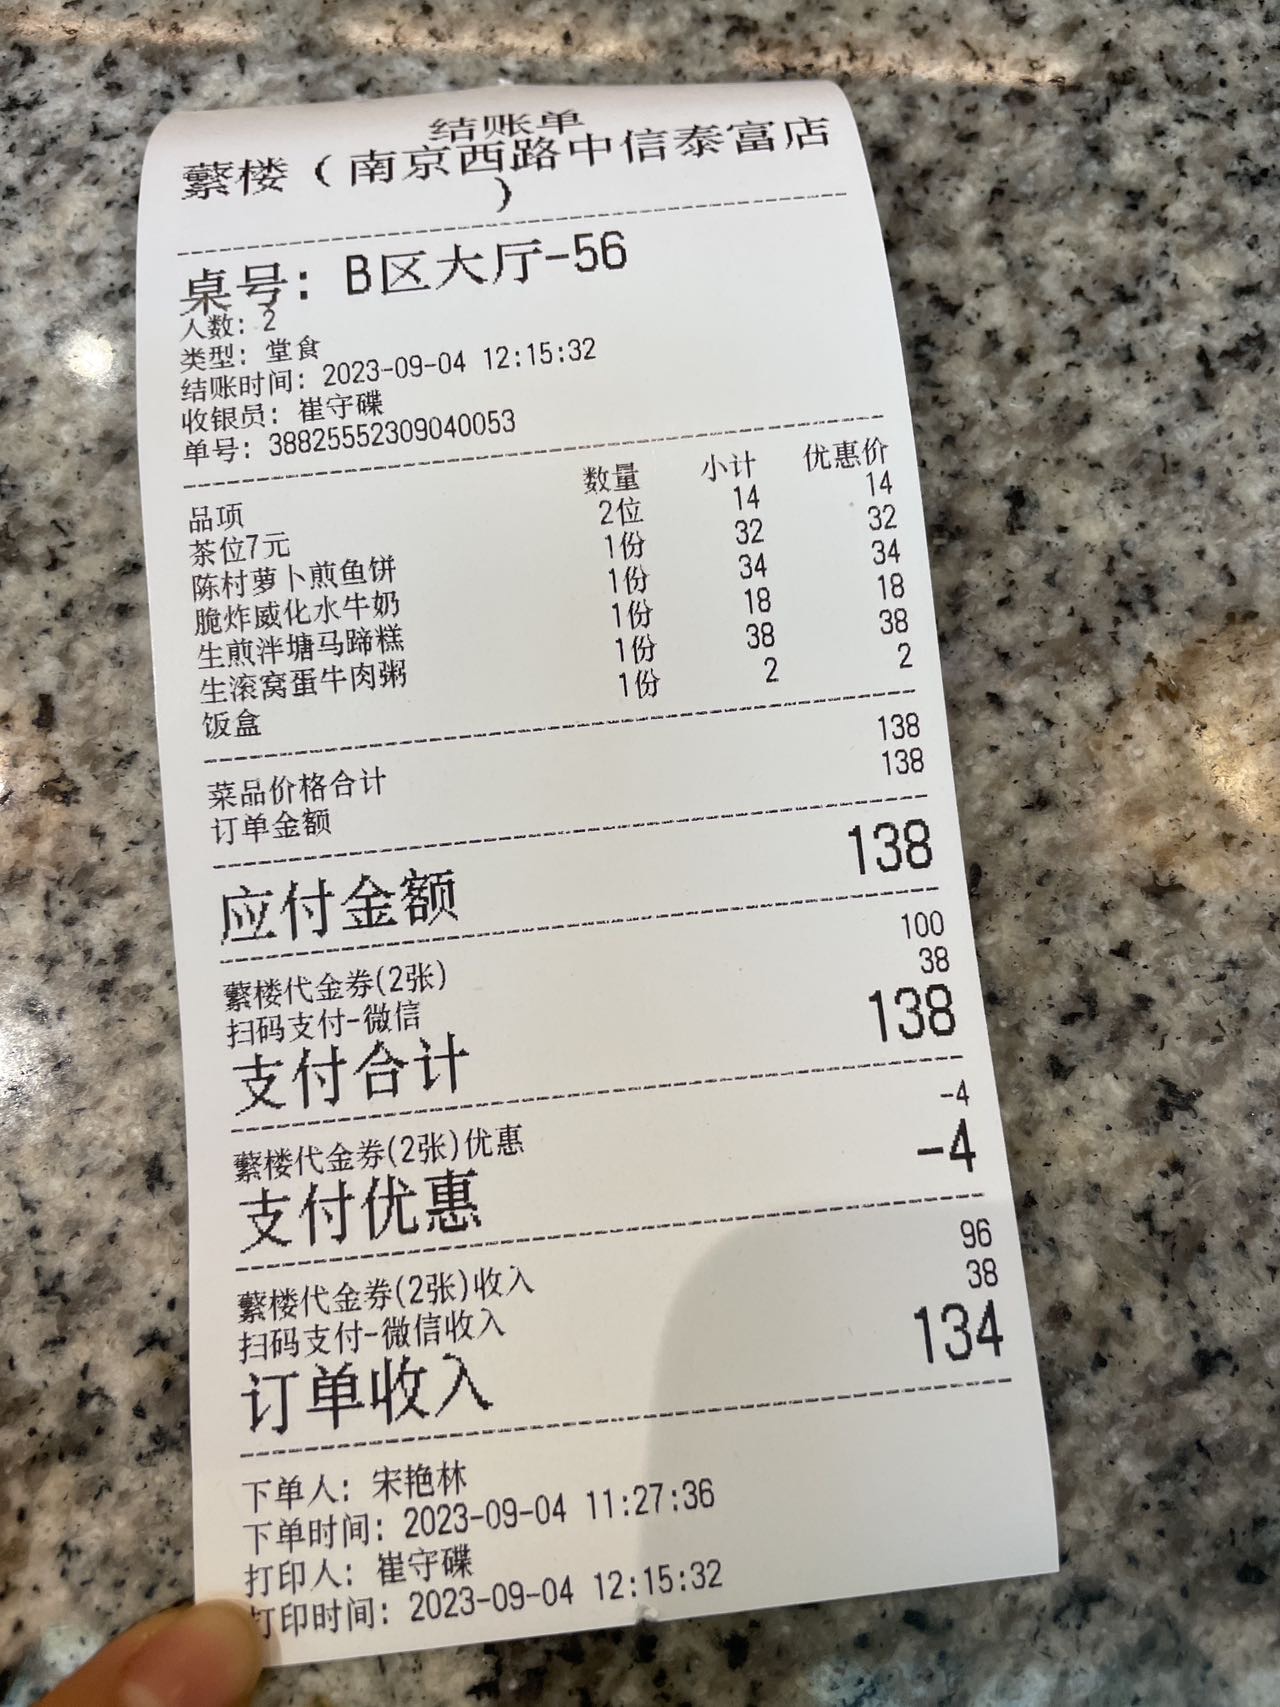 结账单
蘩楼（南京西路中信泰富店
）
桌号：B区大厅-56
人数：2
类型：堂食
结账时间：2023-09-04 12:15:32
收银员：崔守碟
单号：38825552309040053
品项 数量 小计 优惠价
茶位7元 2位 14 14
陈村萝卜煎鱼饼 1份 32 32
脆炸威化水牛奶 1份 34 34
生煎泮塘马蹄糕 1份 18 18
生滚窝蛋牛肉粥 1份 38 38
饭盒 1份 2 2
菜品价格合计 138
订单金额 138
应付金额 138
蘩楼代金券(2张) 100
扫码支付-微信 38
支付合计 138
蘩楼代金券(2张)优惠 -4
支付优惠 -4
蘩楼代金券(2张)收入 96
扫码支付-微信收入 38
订单收入 134
下单人：宋艳林
下单时间：2023-09-04 11:27:36
打印人：崔守碟
打印时间：2023-09-04 12:15:32